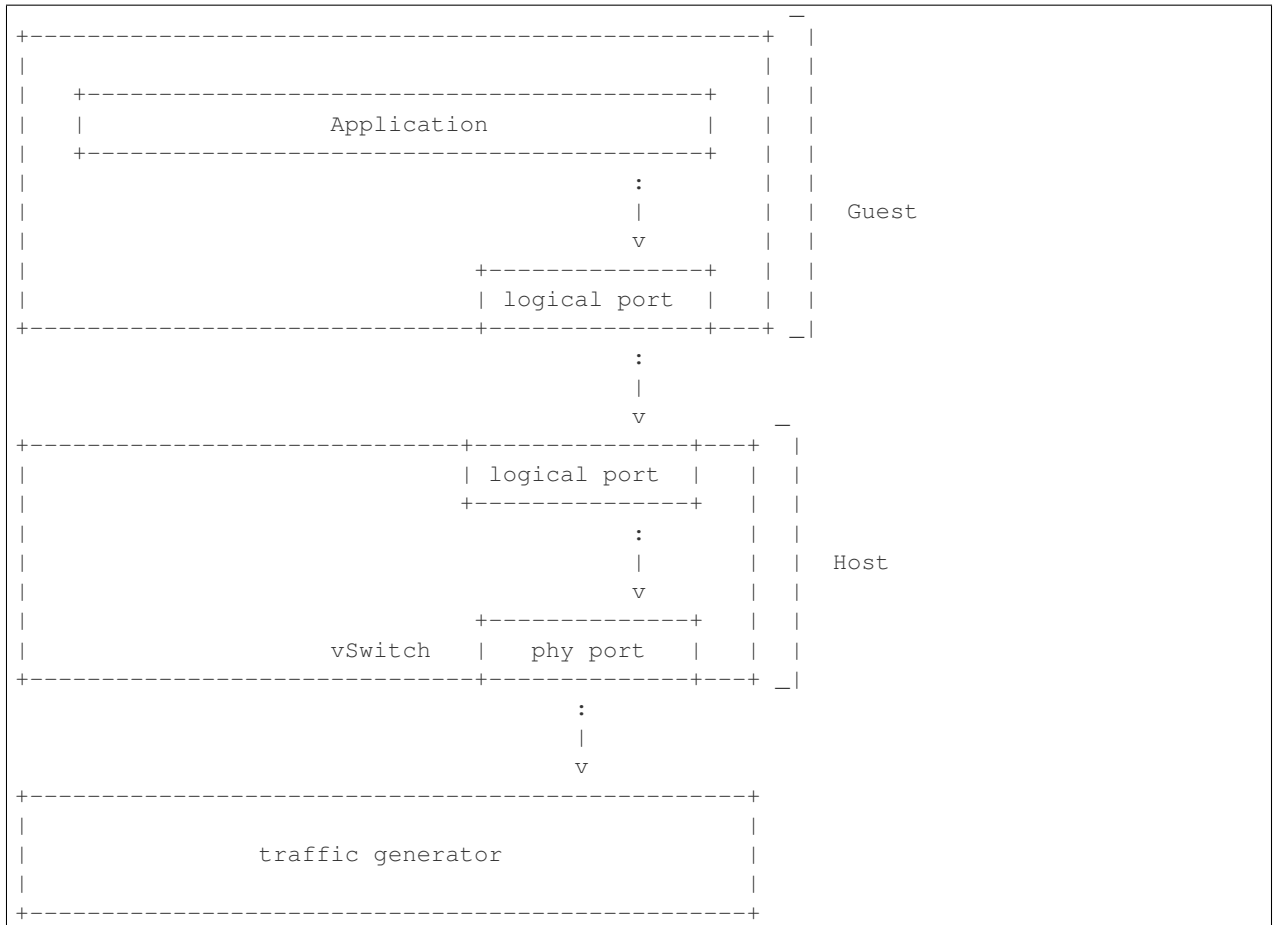 _
+---------------------------------------------------+  |
|                                                   |  |
|   +-------------------------------------------+   |  |
|   |                 Application               |   |  |
|   +-------------------------------------------+   |  |
|                                          :        |  |
|                                          |        |  |  Guest
|                                          v        |  |
|                               +---------------+   |  |
|                               | logical port  |   |  |
+-------------------------------+---------------+---+ _|
                                           :
                                           |
                                           v         _
+------------------------------+---------------+---+  |
|                              | logical port  |   |  |
|                              +---------------+   |  |
|                                          :       |  |
|                                          |       |  |  Host
|                                          v       |  |
|                               +--------------+   |  |
|                     vSwitch   |   phy port   |   |  |
+-------------------------------+--------------+---+ _|
                                       :
                                       |
                                       v
+--------------------------------------------------+
|                                                  |
|                traffic generator                 |
|                                                  |
+--------------------------------------------------+